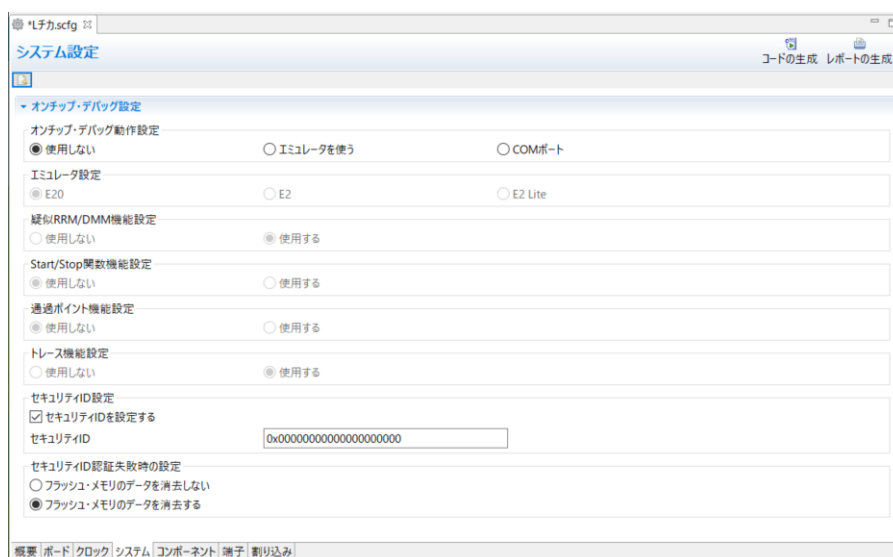 *Lチカ.scfg
システム設定
コードの生成 レポートの生成
オンチップ・デバッグ設定
オンチップ・デバッグ動作設定
使用しない エミュレータを使う COMポート
エミュレータ設定
E20 E2 E2 Lite
疑似RRM/DMM機能設定
使用しない 使用する
Start/Stop関数機能設定
使用しない 使用する
通過ポイント機能設定
使用しない 使用する
トレース機能設定
使用しない 使用する
セキュリティID設定
セキュリティIDを設定する
セキュリティID 0x00000000000000000000
セキュリティID認証失敗時の設定
フラッシュ・メモリのデータを消去しない
フラッシュ・メモリのデータを消去する
概要 ボード クロック システム コンポーネント 端子 割り込み